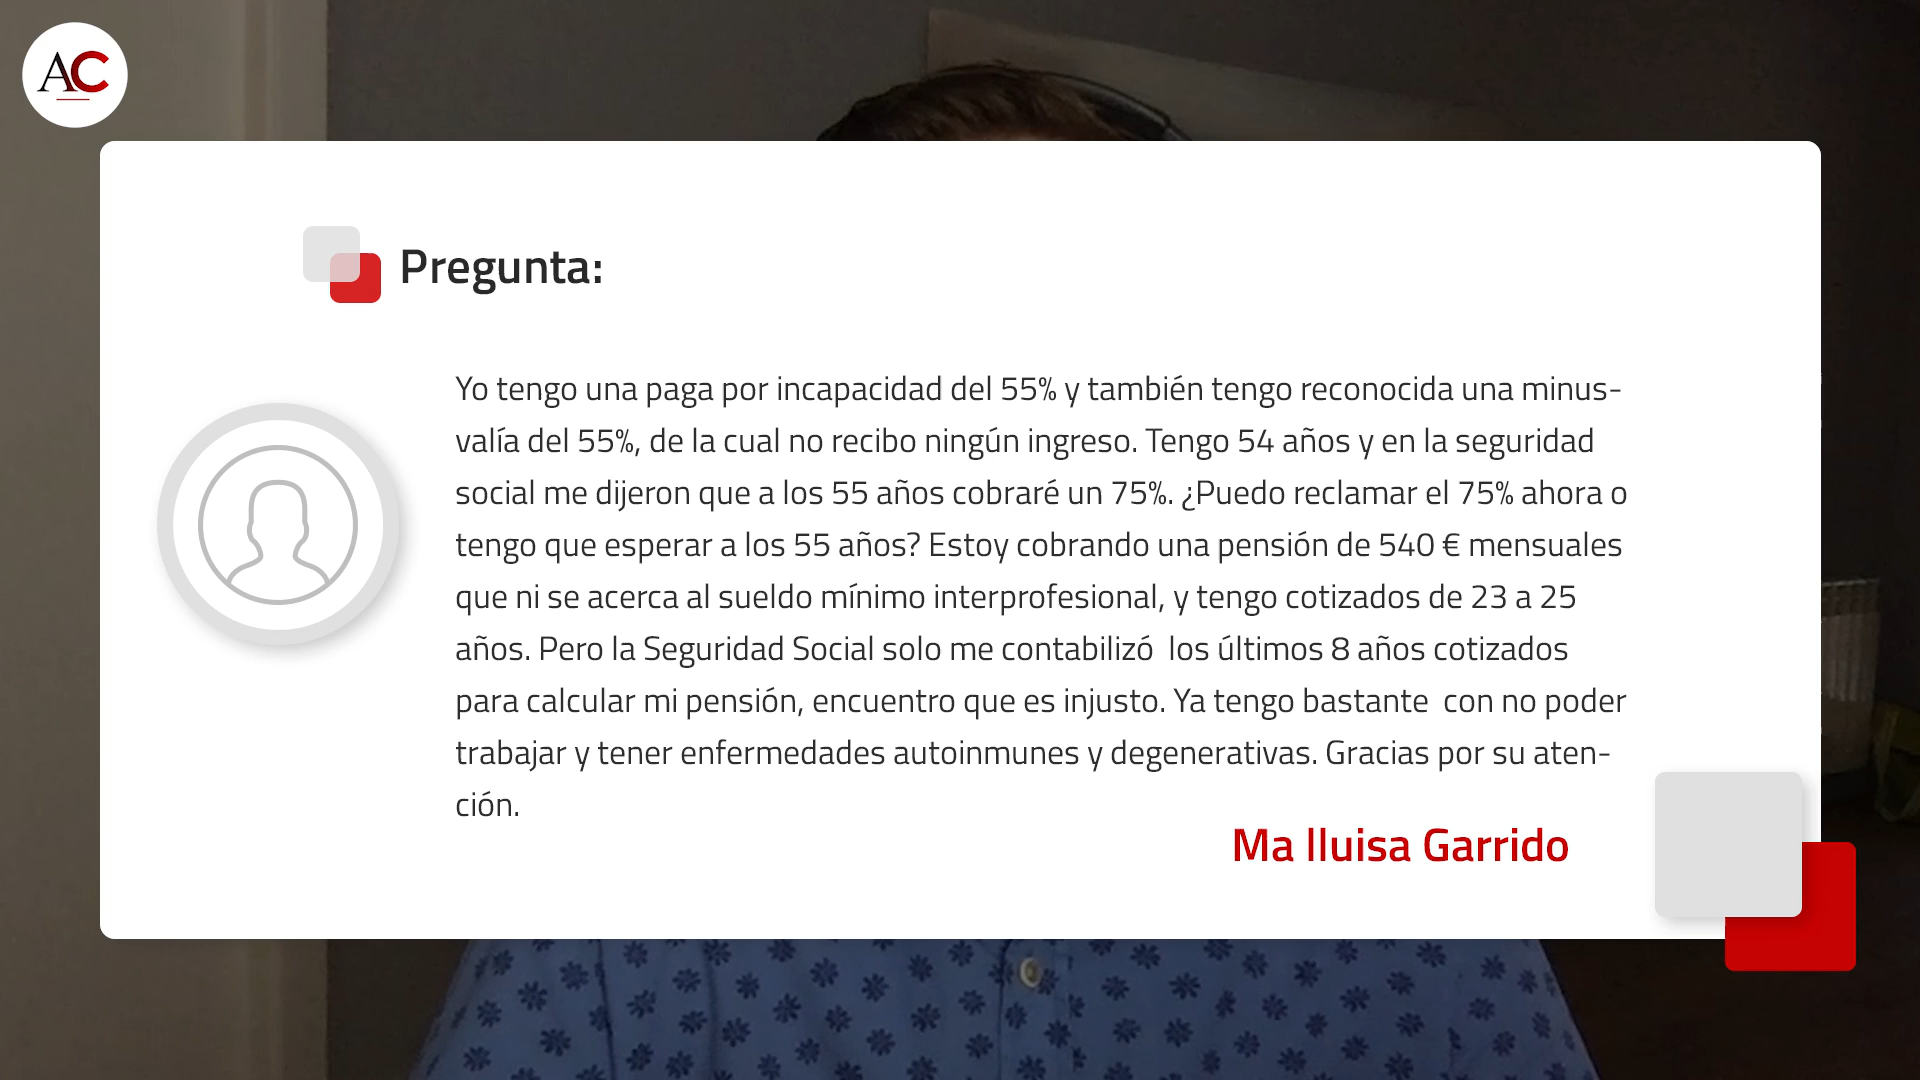 AC
Pregunta:
Yo tengo una paga por incapacidad del 55% y también tengo reconocida una minus-
valía del 55%, de la cual no recibo ningún ingreso. Tengo 54 años y en la seguridad
social me dijeron que a los 55 años cobraré un 75%. ¿Puedo reclamar el 75% ahora o
tengo que esperar a los 55 años? Estoy cobrando una pensión de 540 € mensuales
que ni se acerca al sueldo mínimo interprofesional, y tengo cotizados de 23 a 25
años. Pero la Seguridad Social solo me contabilizó  los últimos 8 años cotizados
para calcular mi pensión, encuentro que es injusto. Ya tengo bastante  con no poder
trabajar y tener enfermedades autoinmunes y degenerativas. Gracias por su aten-
ción.
Ma lluisa Garrido